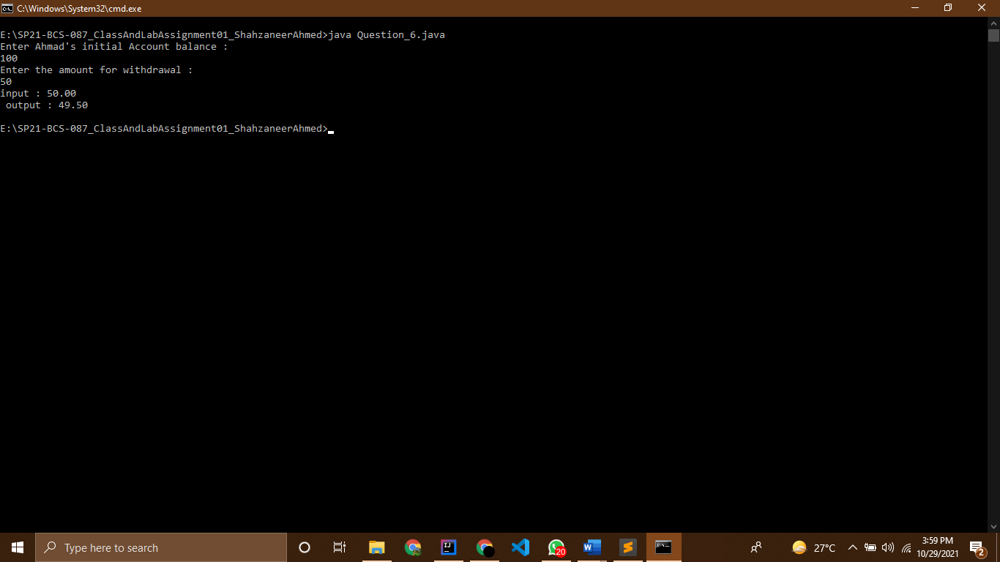 C:\Windows\System32\cmd.exe
E:\SP21-BCS-087_ClassAndLabAssignment01_ShahzaneerAhmed>java Question_6.java
Enter Ahmad's initial Account balance :
100
Enter the amount for withdrawal :
50
input : 50.00
 output : 49.50
E:\SP21-BCS-087_ClassAndLabAssignment01_ShahzaneerAhmed>
Type here to search
20
27°C
3:59 PM
10/29/2021
2